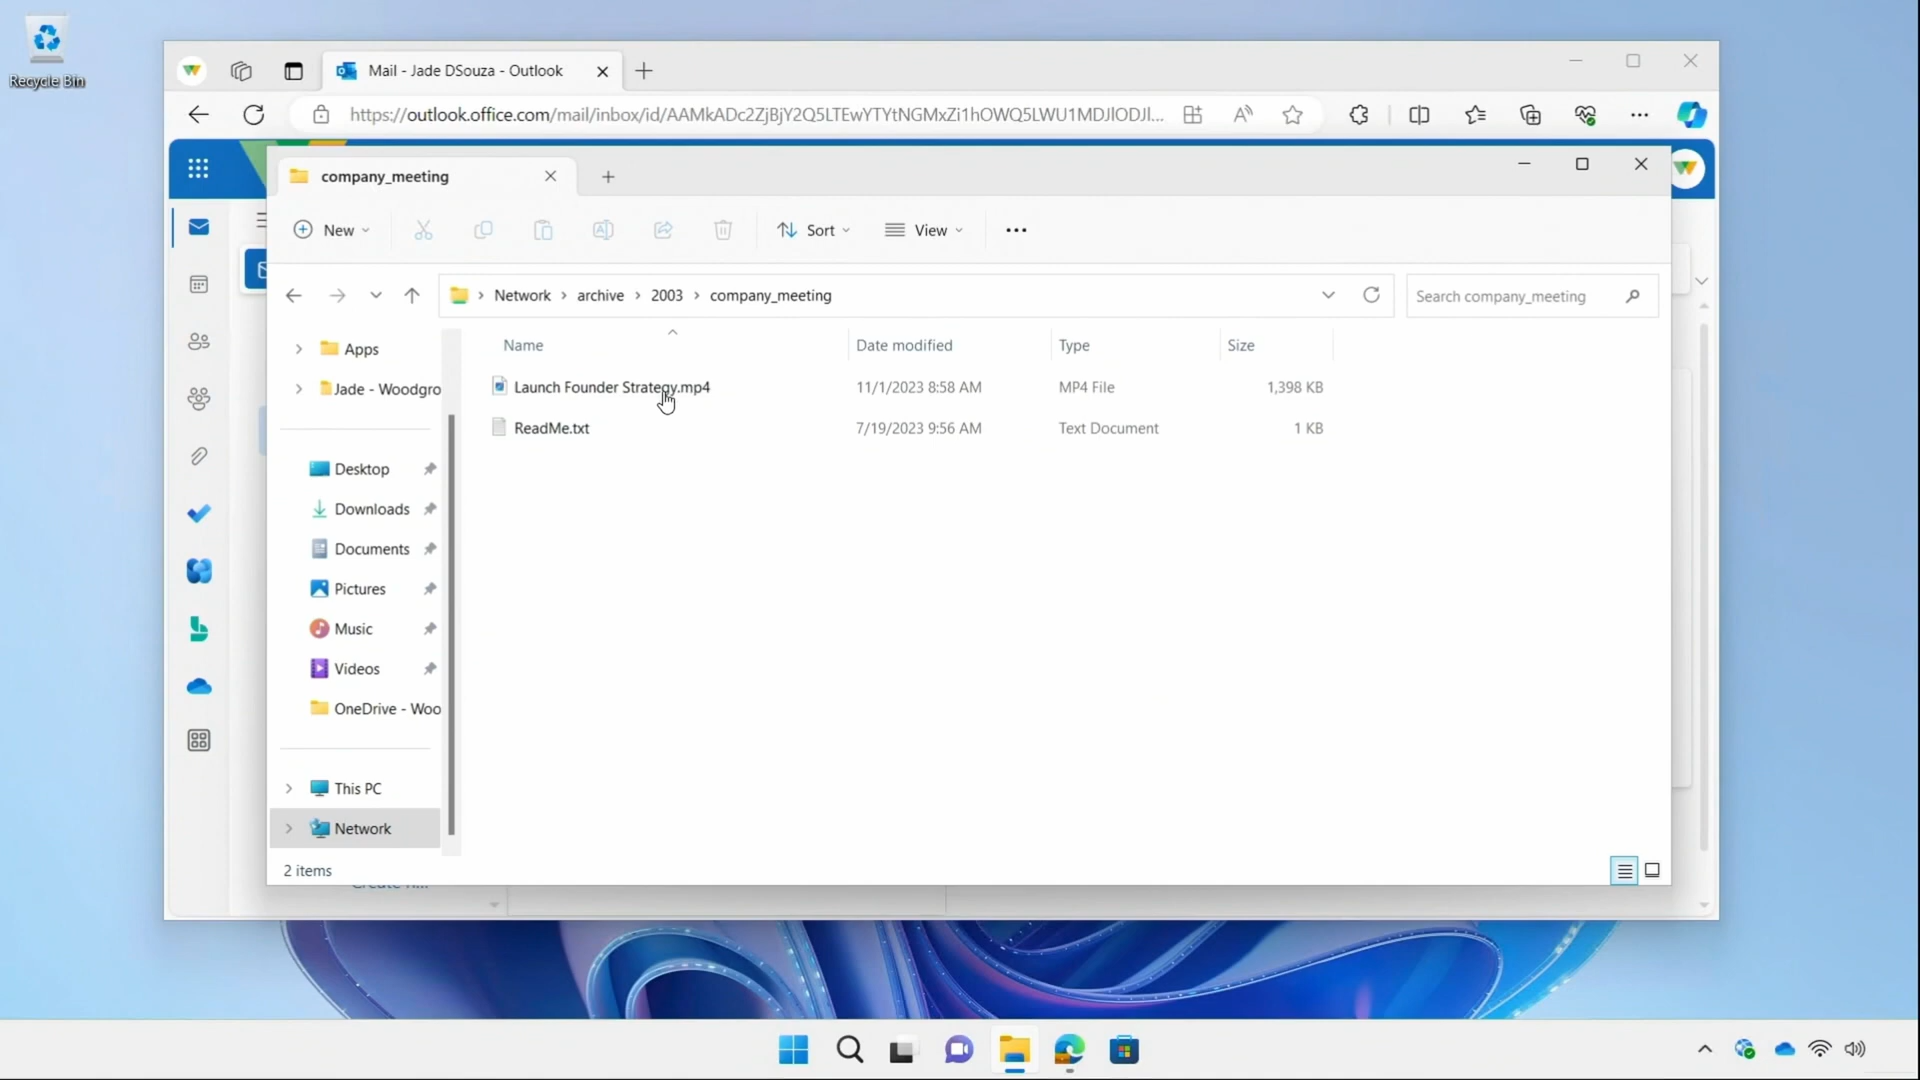 Recycle Bin
Mail - Jade DSouza - Outlook
https://outlook.office.com/mail/inbox/id/AAMkADc2ZjBjY2Q5LTEwYTYtNGMxZi1hOWQ5LWU1MDJlODJl...
company_meeting
New
Sort
View
Network > archive > 2003 > company_meeting
Search company_meeting
Name
Date modified
Type
Size
Launch Founder Strategy.mp4
11/1/2023 8:58 AM
MP4 File
1,398 KB
ReadMe.txt
7/19/2023 9:56 AM
Text Document
1 KB
Apps
Jade - Woodgro
Desktop
Downloads
Documents
Pictures
Music
Videos
OneDrive - Woo
This PC
Network
2 items